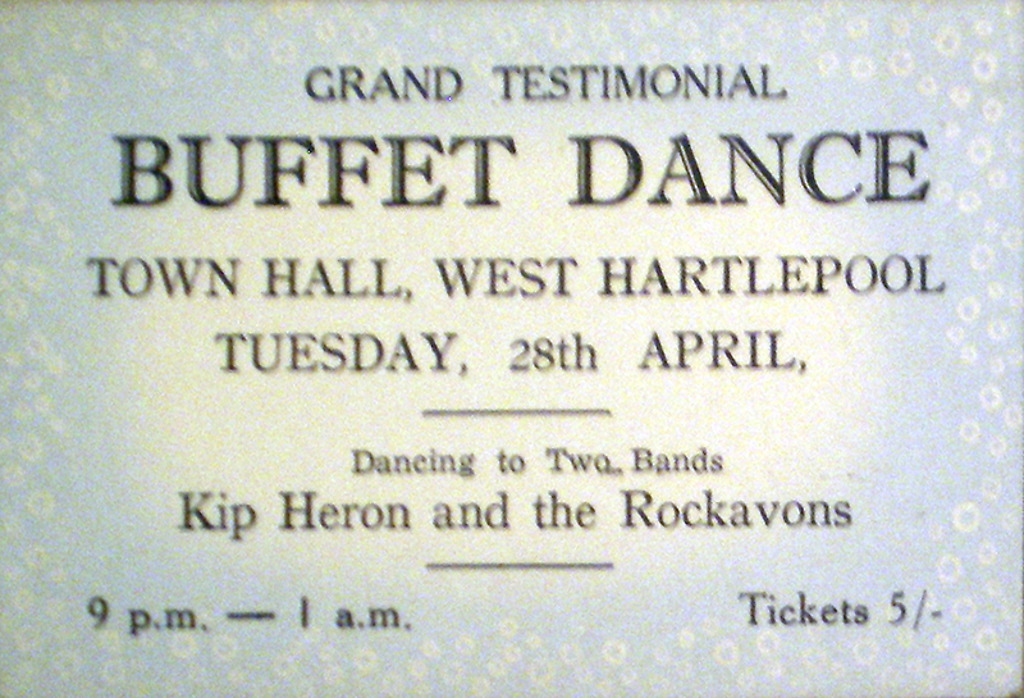 GRAND TESTIMONIAL
BUFFET DANCE
TOWN HALL, WEST HARTLEPOOL
TUESDAY, 28th APRIL,
Dancing to Two Bands
Kip Heron and the Rockavons
9 p.m. — 1 a.m. Tickets 5/-